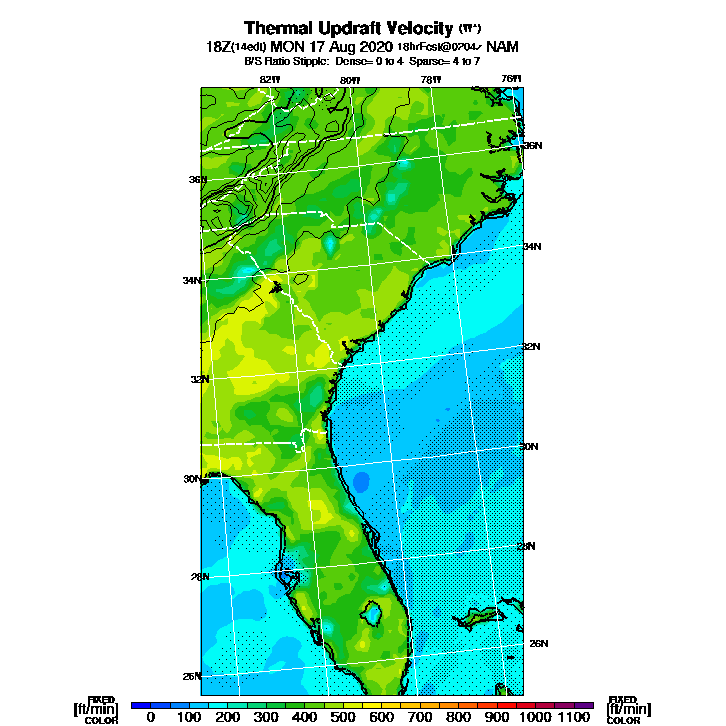 Thermal Updraft Velocity (W*)
18Z(14edt) MON 17 Aug 2020 18hrFcst@0704z NAM
B/S Ratio Stipple: Dense= 0 to 4 Sparse= 4 to 7
82W 80W 78W 76W
36N
36N
34N
34N
32N
32N
30N
30N
28N
28N
26N
26N
FIXED
[ft/min]
COLOR
0 100 200 300 400 500 600 700 800 900 1000 1100
FIXED
[ft/min]
COLOR